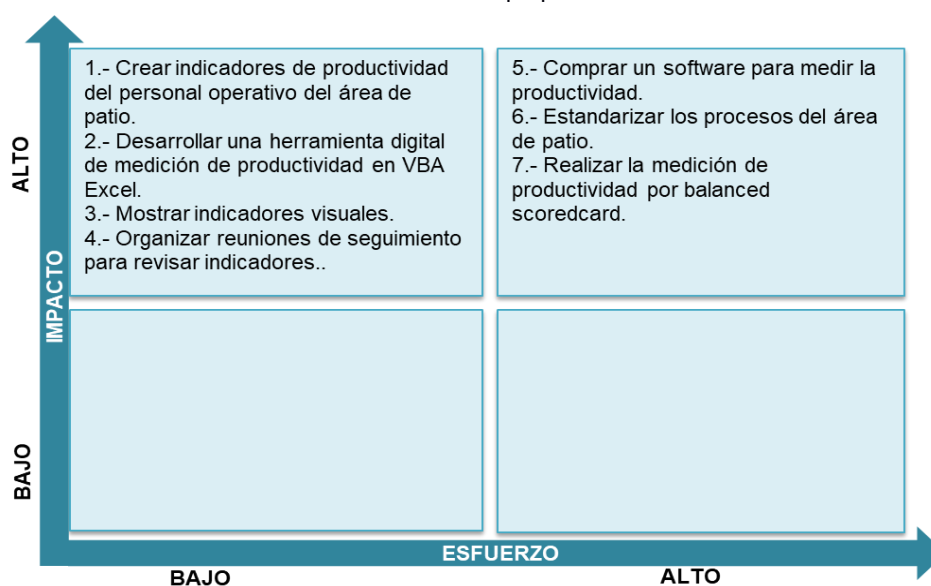 1.- Crear indicadores de productividad
del personal operativo del área de
patio.
2.- Desarrollar una herramienta digital
de medición de productividad en VBA
Excel.
3.- Mostrar indicadores visuales.
4.- Organizar reuniones de seguimiento
para revisar indicadores..
5.- Comprar un software para medir la
productividad.
6.- Estandarizar los procesos del área
de patio.
7.- Realizar la medición de
productividad por balanced
scoredcard.
ALTO
IMPACTO
BAJO
ESFUERZO
BAJO
ALTO